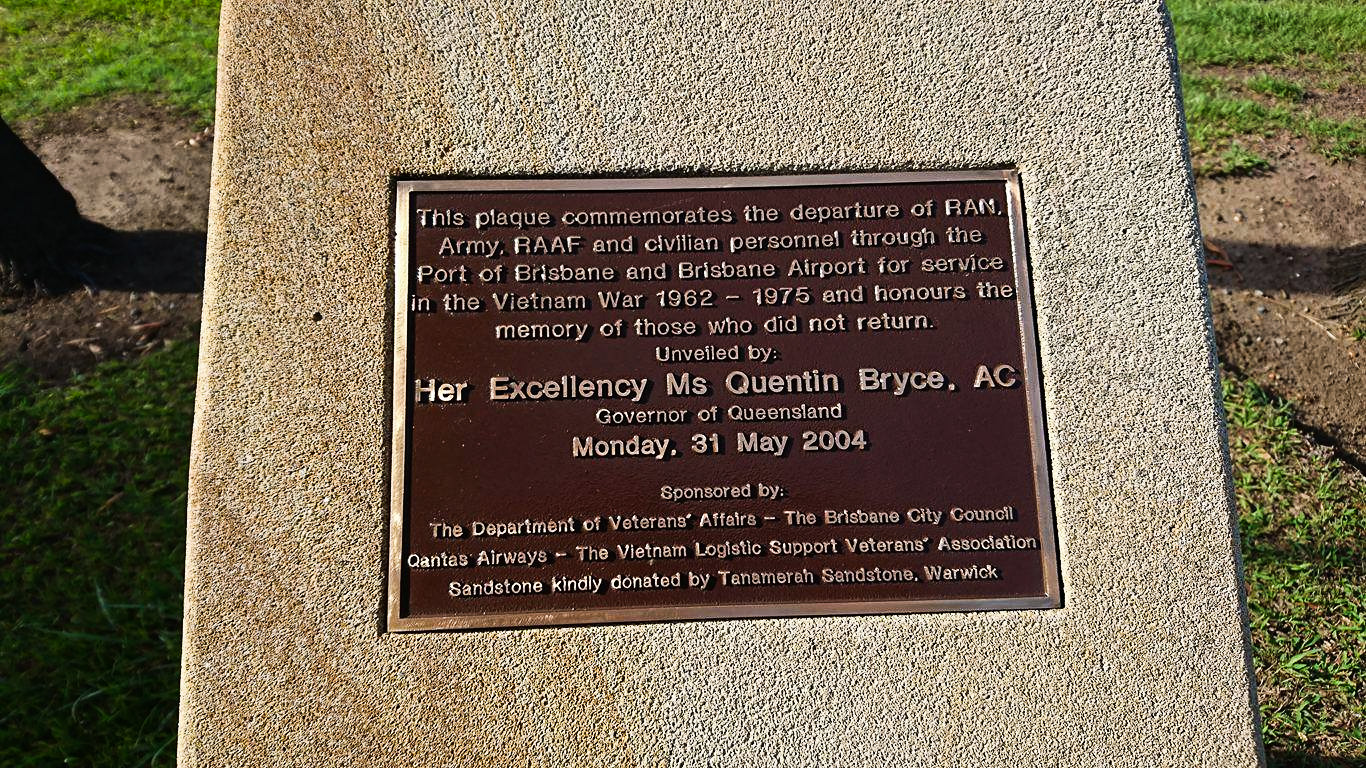 This plaque commemorates the departure of RAN,
Army, RAAF and civilian personnel through the
Port of Brisbane and Brisbane Airport for service
in the Vietnam War 1962 – 1975 and honours the
memory of those who did not return.
Unveiled by:
Her Excellency Ms Quentin Bryce, AC
Governor of Queensland
Monday, 31 May 2004
Sponsored by:
The Department of Veterans' Affairs – The Brisbane City Council
Qantas Airways – The Vietnam Logistic Support Veterans' Association
Sandstone kindly donated by Tanamerah Sandstone, Warwick